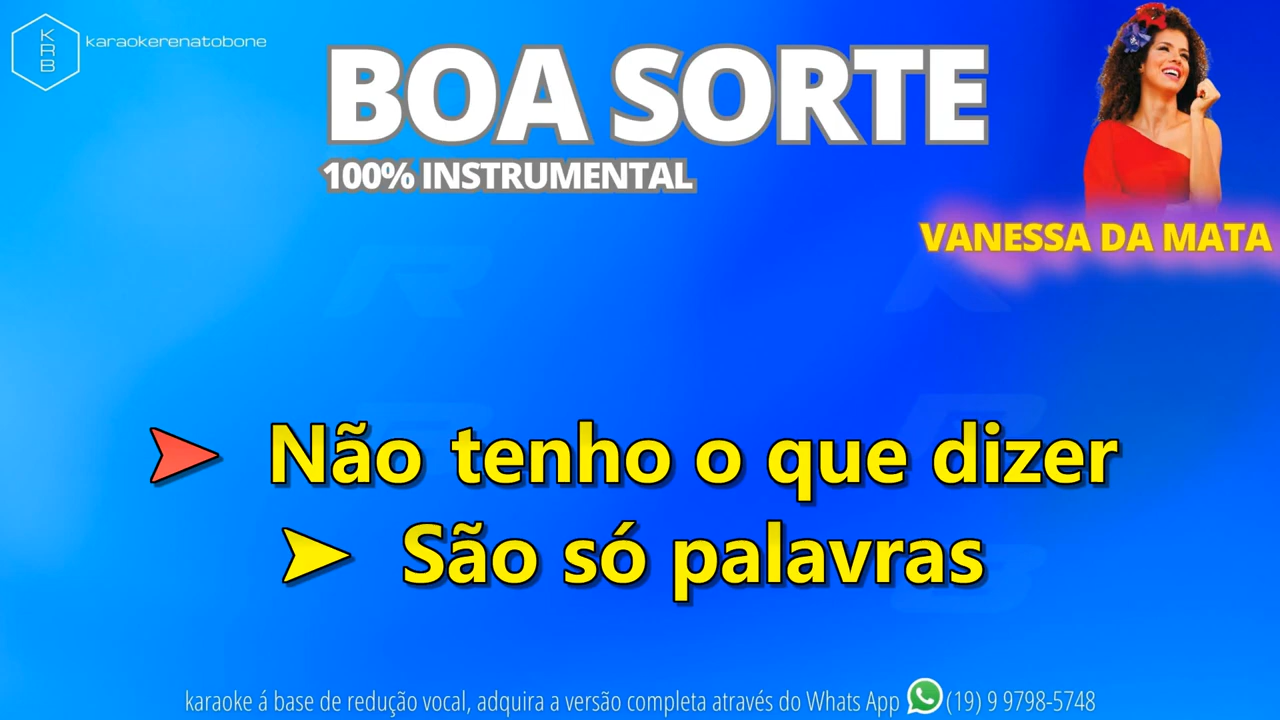 KRB
karaokerenatobone
BOA SORTE
100% INSTRUMENTAL
VANESSA DA MATA
➤ Não tenho o que dizer
➤ São só palavras
karaoke á base de redução vocal, adquira a versão completa através do Whats App (19) 9 9798-5748